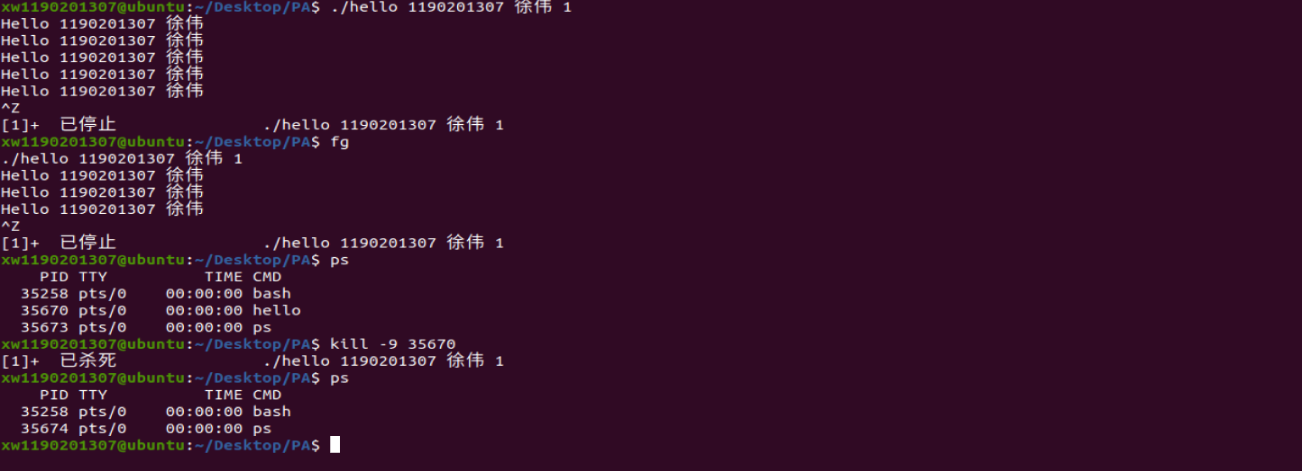 xw1190201307@ubuntu:~/Desktop/PA$ ./hello 1190201307 徐伟 1
Hello 1190201307 徐伟
Hello 1190201307 徐伟
Hello 1190201307 徐伟
Hello 1190201307 徐伟
Hello 1190201307 徐伟
^Z
[1]+  已停止               ./hello 1190201307 徐伟 1
xw1190201307@ubuntu:~/Desktop/PA$ fg
./hello 1190201307 徐伟 1
Hello 1190201307 徐伟
Hello 1190201307 徐伟
Hello 1190201307 徐伟
^Z
[1]+  已停止               ./hello 1190201307 徐伟 1
xw1190201307@ubuntu:~/Desktop/PA$ ps
    PID TTY          TIME CMD
  35258 pts/0    00:00:00 bash
  35670 pts/0    00:00:00 hello
  35673 pts/0    00:00:00 ps
xw1190201307@ubuntu:~/Desktop/PA$ kill -9 35670
[1]+  已杀死               ./hello 1190201307 徐伟 1
xw1190201307@ubuntu:~/Desktop/PA$ ps
    PID TTY          TIME CMD
  35258 pts/0    00:00:00 bash
  35674 pts/0    00:00:00 ps
xw1190201307@ubuntu:~/Desktop/PA$